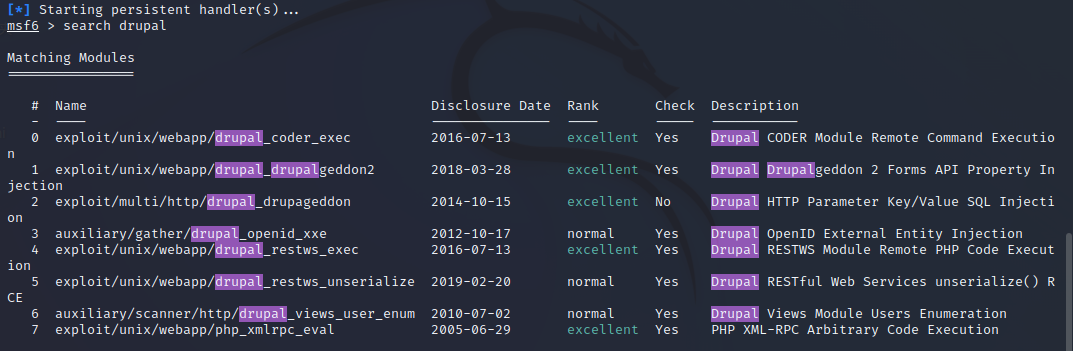 [*] Starting persistent handler(s)...
msf6 > search drupal
Matching Modules
================
# Name Disclosure Date Rank Check Description
- ---- --------------- ---- ----- -----------
0 exploit/unix/webapp/drupal_coder_exec 2016-07-13 excellent Yes Drupal CODER Module Remote Command Executio
n
1 exploit/unix/webapp/drupal_drupalgeddon2 2018-03-28 excellent Yes Drupal Drupalgeddon 2 Forms API Property In
jection
2 exploit/multi/http/drupal_drupageddon 2014-10-15 excellent No Drupal HTTP Parameter Key/Value SQL Injecti
on
3 auxiliary/gather/drupal_openid_xxe 2012-10-17 normal Yes Drupal OpenID External Entity Injection
4 exploit/unix/webapp/drupal_restws_exec 2016-07-13 excellent Yes Drupal RESTWS Module Remote PHP Code Execut
ion
5 exploit/unix/webapp/drupal_restws_unserialize 2019-02-20 normal Yes Drupal RESTful Web Services unserialize() R
CE
6 auxiliary/scanner/http/drupal_views_user_enum 2010-07-02 normal Yes Drupal Views Module Users Enumeration
7 exploit/unix/webapp/php_xmlrpc_eval 2005-06-29 excellent Yes PHP XML-RPC Arbitrary Code Execution